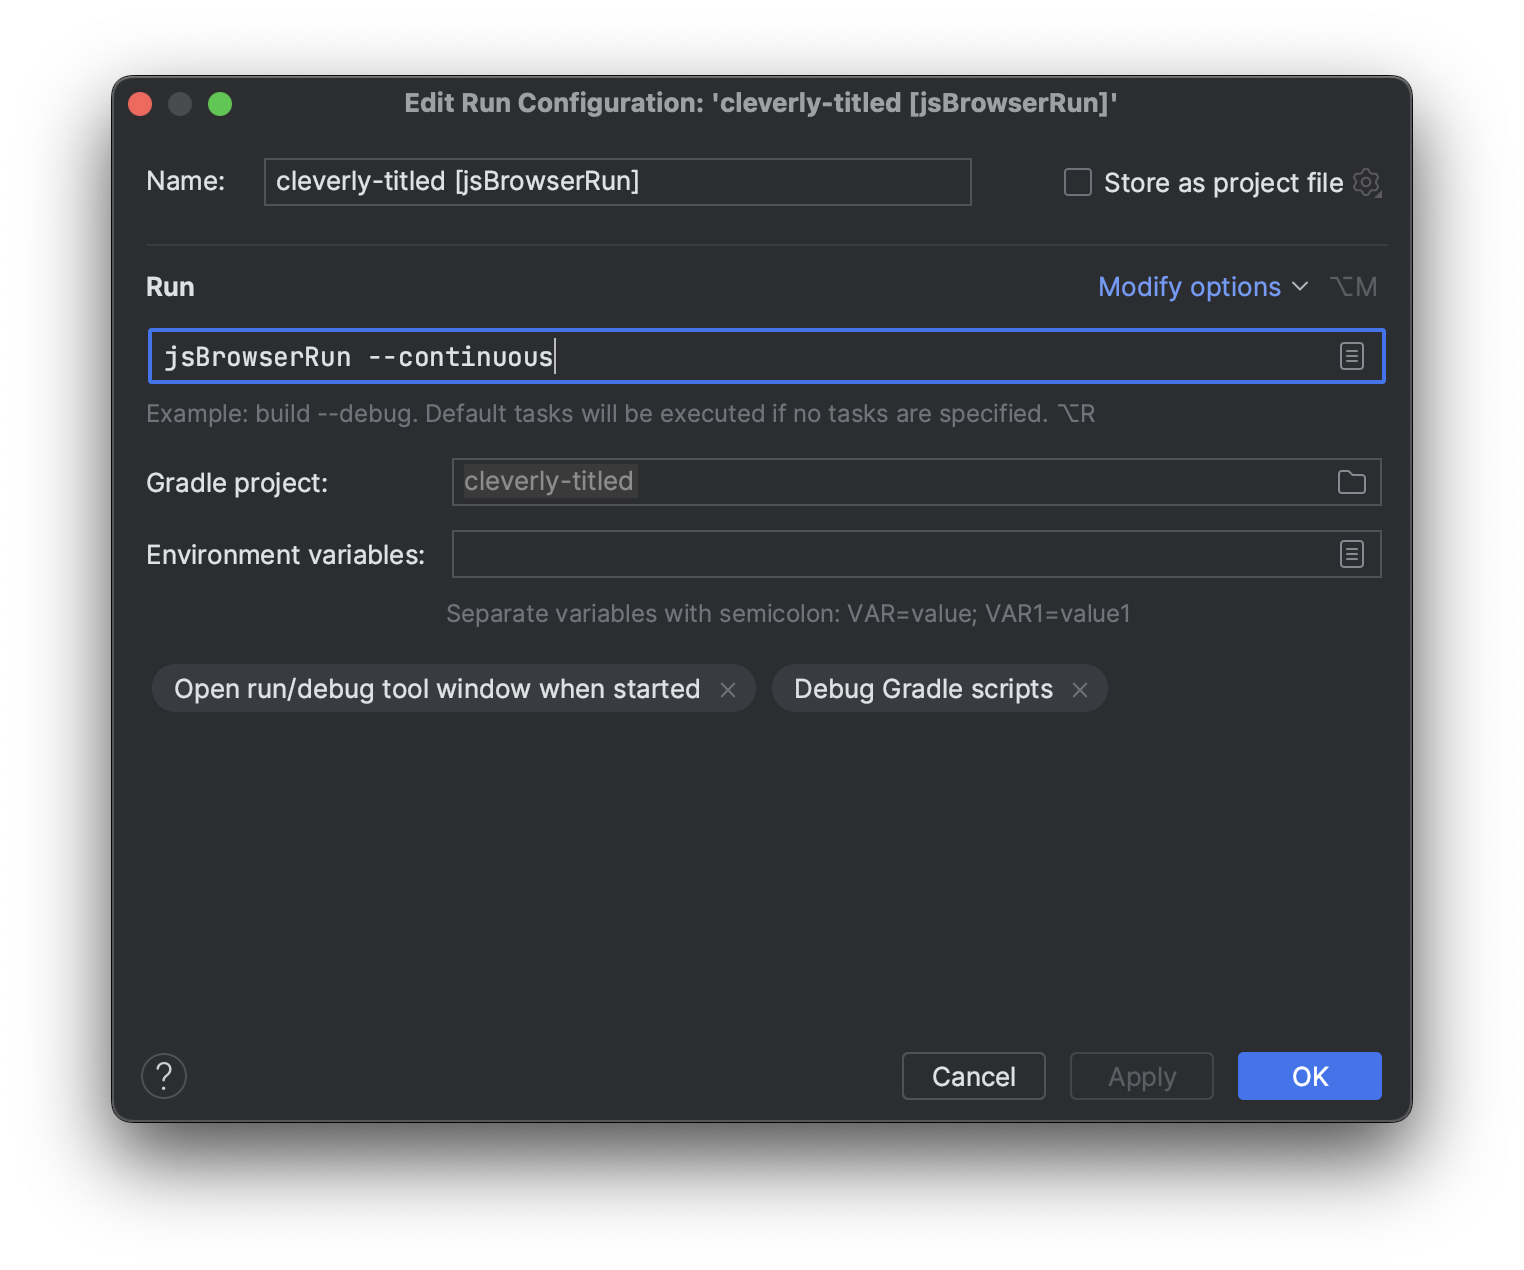 Edit Run Configuration: 'cleverly-titled [jsBrowserRun]'
Name: cleverly-titled [jsBrowserRun] Store as project file
Run Modify options ⌥M
jsBrowserRun --continuous
Example: build --debug. Default tasks will be executed if no tasks are specified. ⌥R
Gradle project: cleverly-titled
Environment variables:
Separate variables with semicolon: VAR=value; VAR1=value1
Open run/debug tool window when started × Debug Gradle scripts ×
? Cancel Apply OK